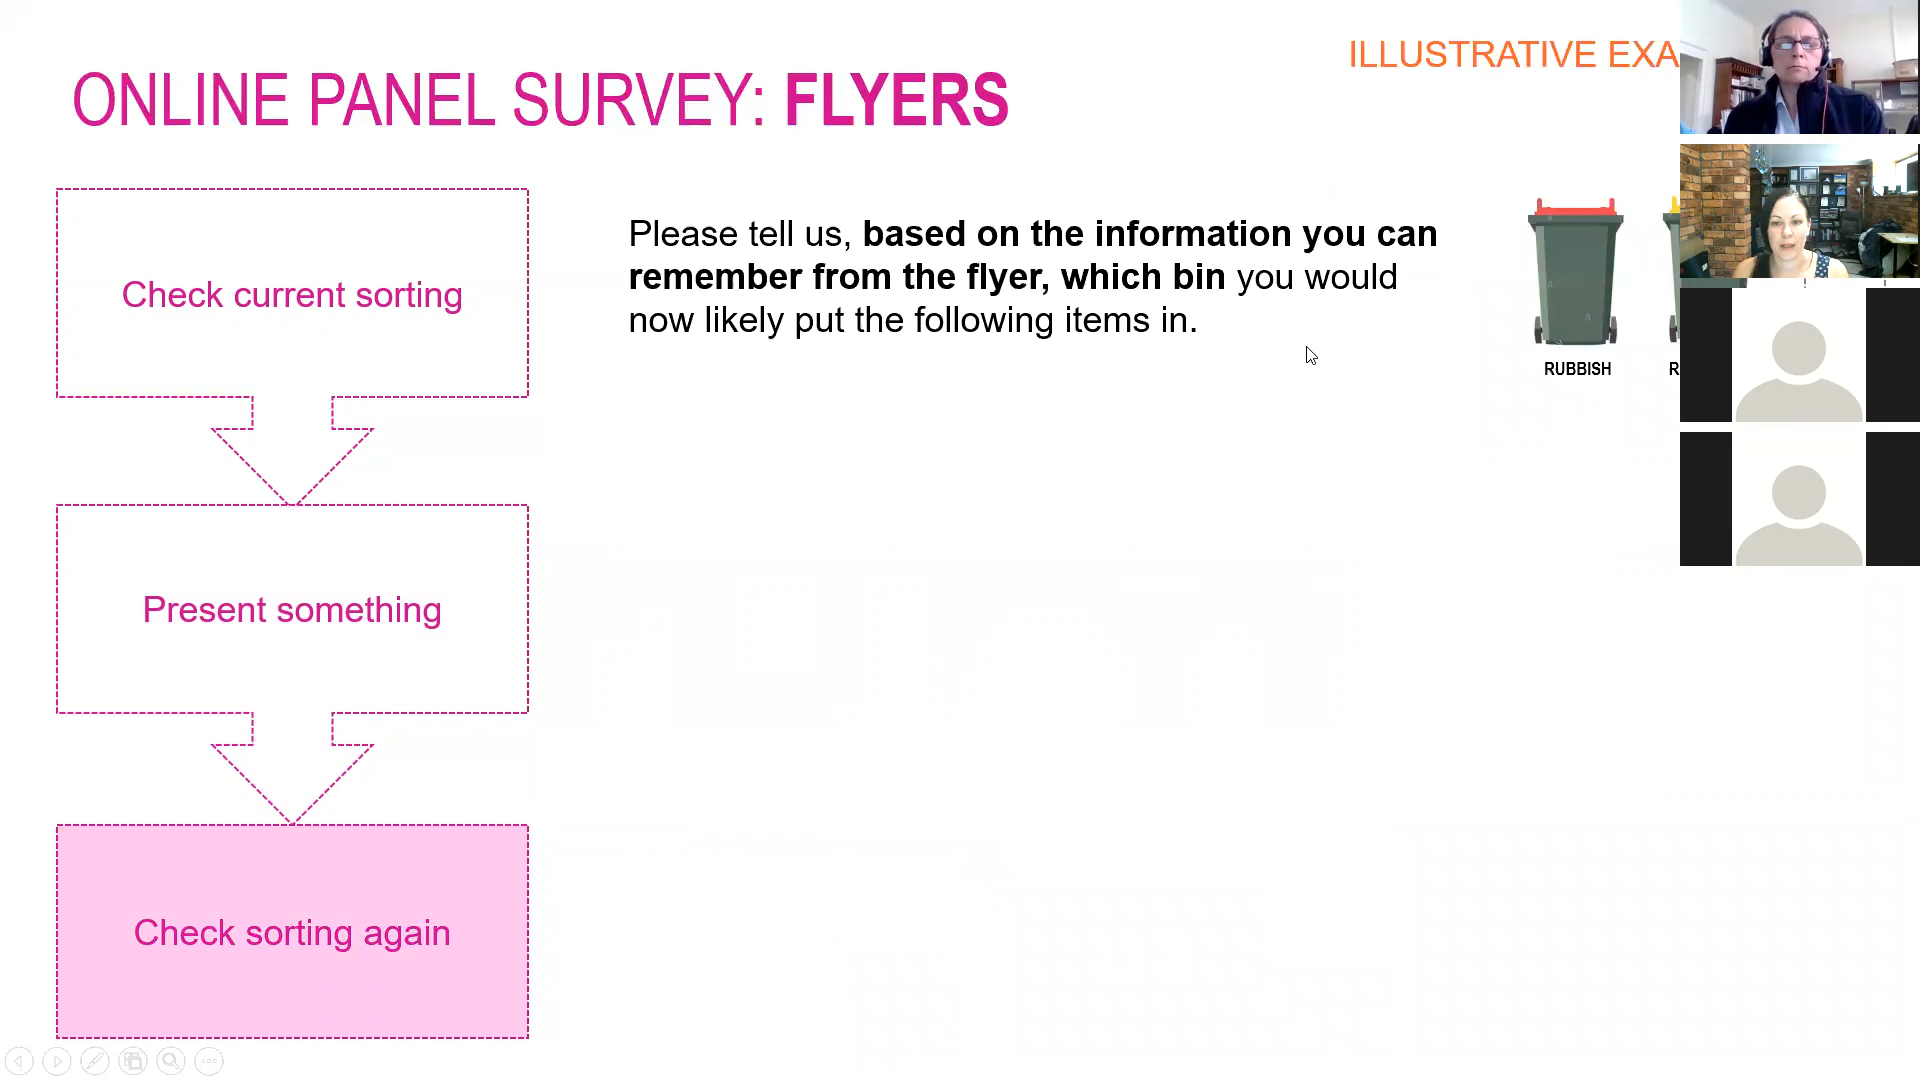 ONLINE PANEL SURVEY: FLYERS
ILLUSTRATIVE
Check current sorting
Please tell us, based on the information you can
remember from the flyer, which bin you would
now likely put the following items in.
RUBBISH
Present something
Check sorting again